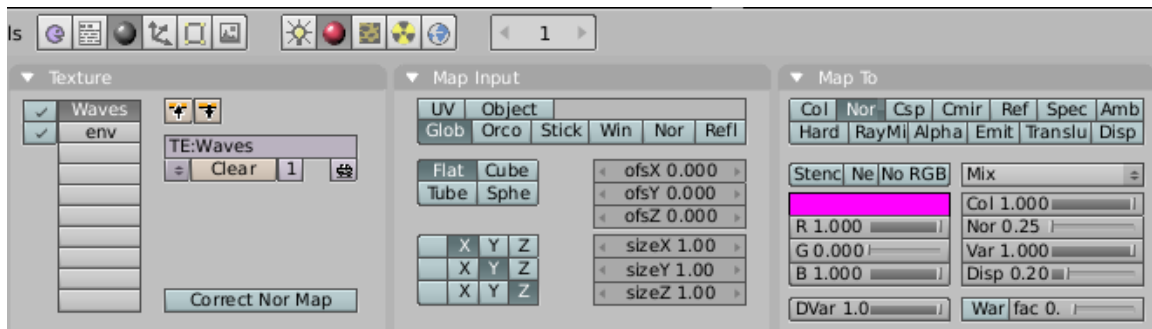 ls 1
Texture Map Input Map To
Waves UV Object Col Nor Csp Cmir Ref Spec Amb
env Glob Orco Stick Win Nor Refl Hard RayMi Alpha Emit Translu Disp
TE:Waves
Clear 1 Flat Cube ofsX 0.000 Stenc Ne No RGB Mix
Tube Sphe ofsY 0.000 Col 1.000
ofsZ 0.000 R 1.000 Nor 0.25
X Y Z sizeX 1.00 G 0.000 Var 1.000
X Y Z sizeY 1.00 B 1.000 Disp 0.20
X Y Z sizeZ 1.00
Correct Nor Map DVar 1.0 War fac 0.